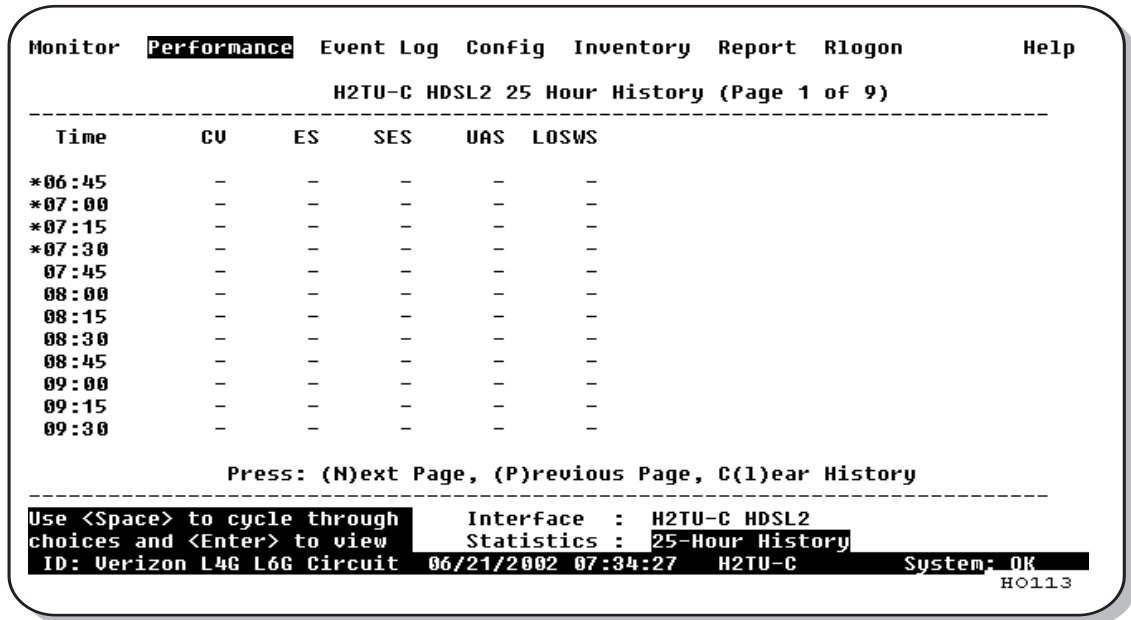 Monitor Performance Event Log Config Inventory Report Rlogon Help
H2TU-C HDSL2 25 Hour History (Page 1 of 9)
Time CV ES SES UAS LOSWS
*06:45 - - - - -
*07:00 - - - - -
*07:15 - - - - -
*07:30 - - - - -
07:45 - - - - -
08:00 - - - - -
08:15 - - - - -
08:30 - - - - -
08:45 - - - - -
09:00 - - - - -
09:15 - - - - -
09:30 - - - - -
Press: (N)ext Page, (P)revious Page, C(l)ear History
Use <Space> to cycle through Interface : H2TU-C HDSL2
choices and <Enter> to view Statistics : 25-Hour History
ID: Verizon L4G L6G Circuit 06/21/2002 07:34:27 H2TU-C System: OK
HO113